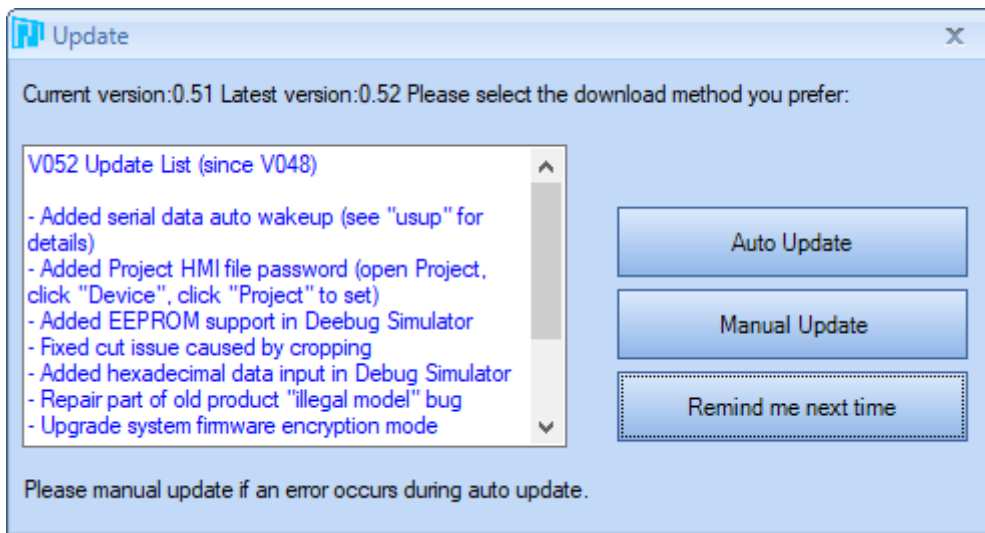 Update
Current version:0.51 Latest version:0.52 Please select the download method you prefer:
V052 Update List (since V048)
- Added serial data auto wakeup (see "usup" for
details)
- Added Project HMI file password (open Project,
click "Device", click "Project" to set)
- Added EEPROM support in Deebug Simulator
- Fixed cut issue caused by cropping
- Added hexadecimal data input in Debug Simulator
- Repair part of old product "illegal model" bug
- Upgrade system firmware encryption mode
Auto Update
Manual Update
Remind me next time
Please manual update if an error occurs during auto update.